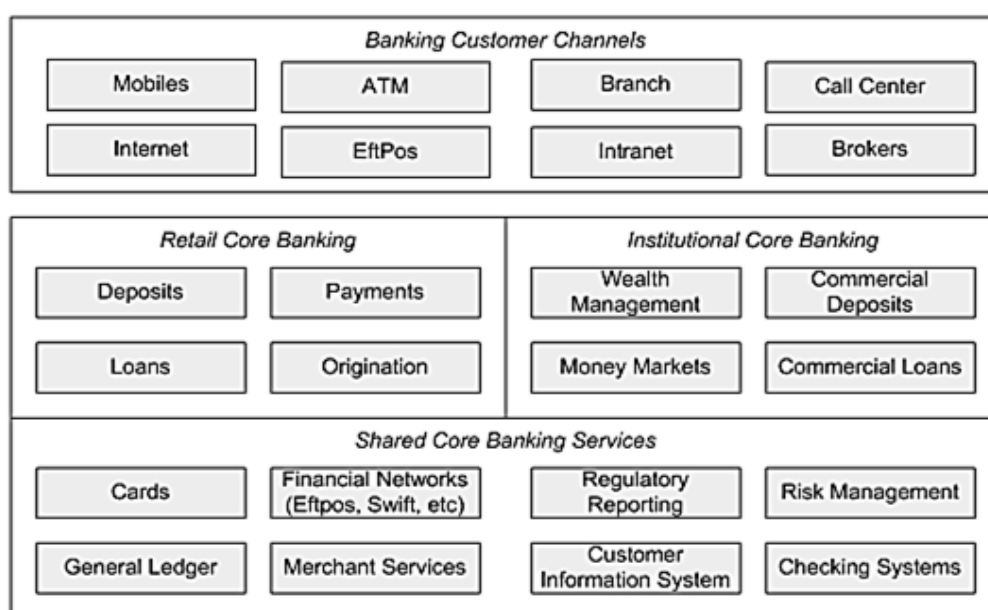 Banking Customer Channels
Mobiles
ATM
Branch
Call Center
Internet
EftPos
Intranet
Brokers
Retail Core Banking
Deposits
Payments
Loans
Origination
Institutional Core Banking
Wealth
Management
Commercial
Deposits
Money Markets
Commercial Loans
Shared Core Banking Services
Cards
Financial Networks
(Eftpos, Swift, etc)
Regulatory
Reporting
Risk Management
General Ledger
Merchant Services
Customer
Information System
Checking Systems